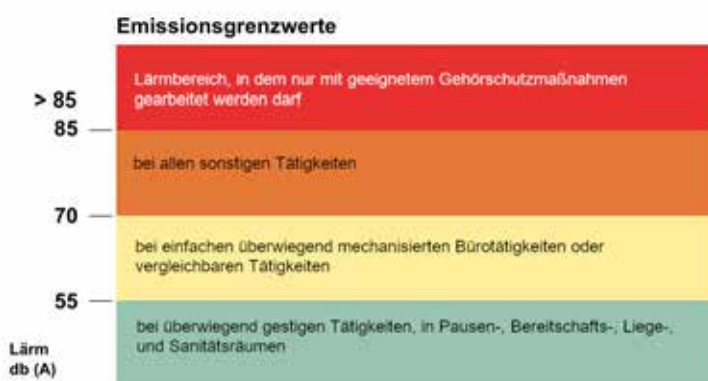 Emissionsgrenzwerte
Lärmbereich, in dem nur mit geeignetem Gehörschutzmaßnahmen
gearbeitet werden darf
> 85
85
bei allen sonstigen Tätigkeiten
70
bei einfachen überwiegend mechanisierten Bürotätigkeiten oder
vergleichbaren Tätigkeiten
55
bei überwiegend gestigen Tätigkeiten, in Pausen-, Bereitschafts-, Liege-,
und Sanitätsräumen
Lärm
db (A)